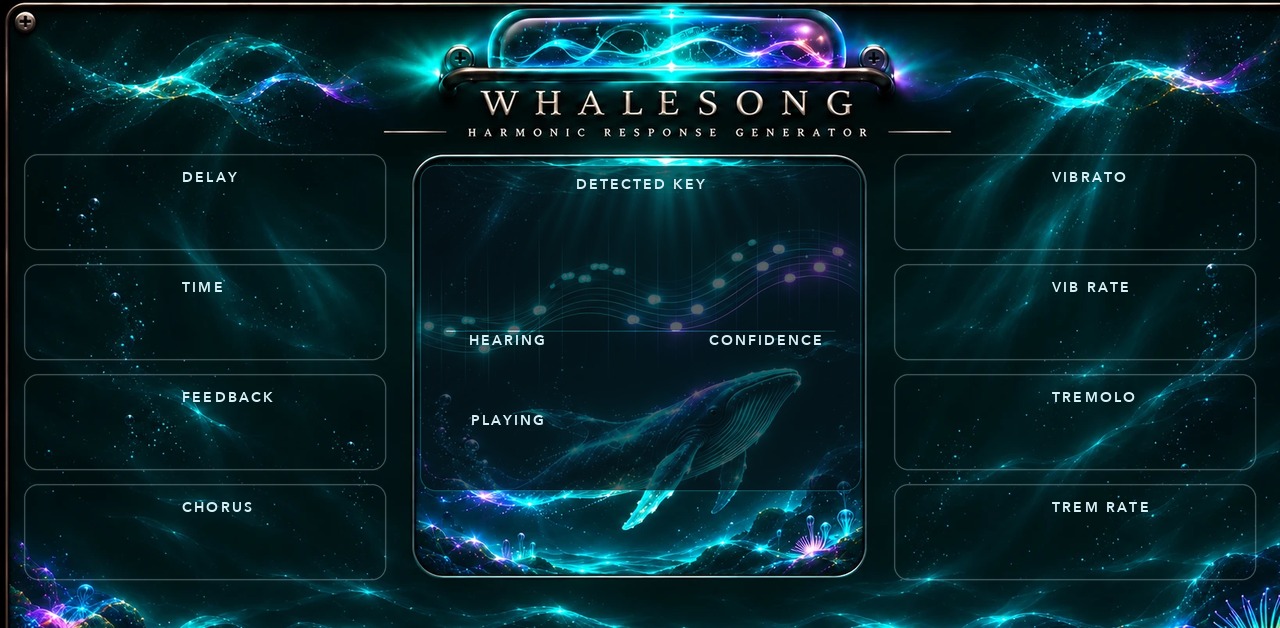 WHALESONG
HARMONIC RESPONSE GENERATOR
DELAY
TIME
FEEDBACK
CHORUS
DETECTED KEY
HEARING
CONFIDENCE
PLAYING
VIBRATO
VIB RATE
TREMOLO
TREM RATE